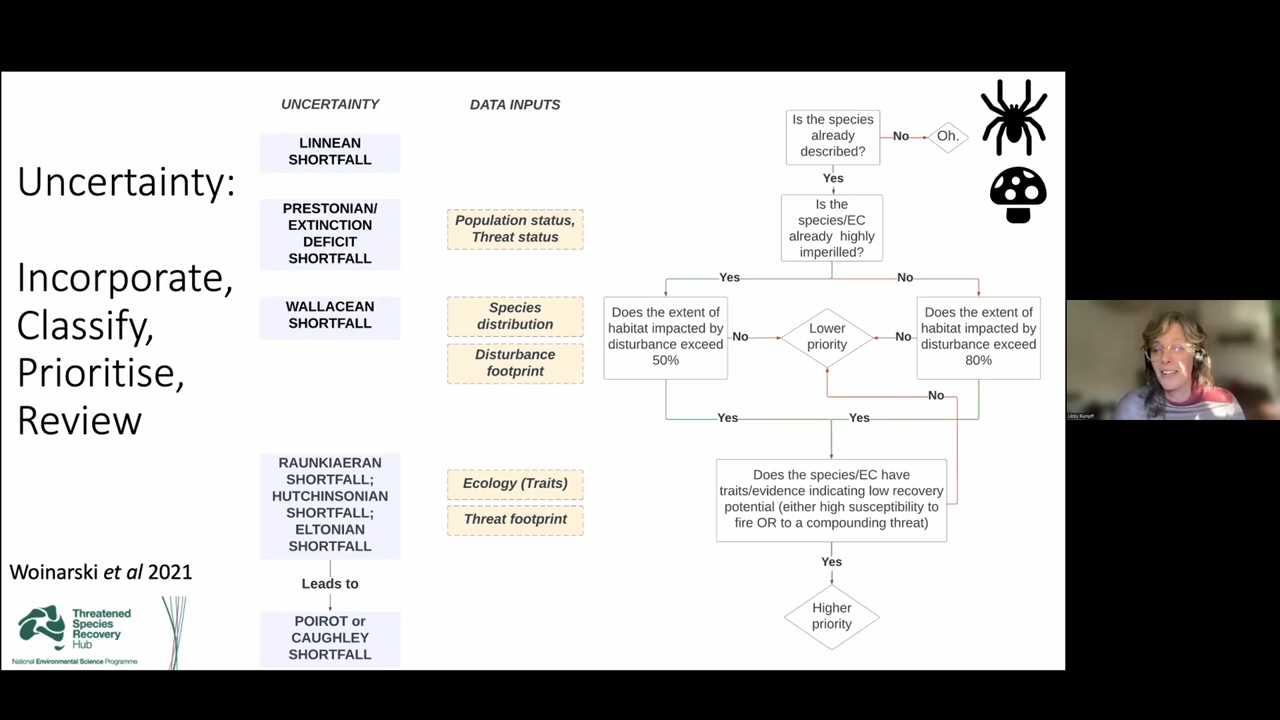 UNCERTAINTY
DATA INPUTS
Uncertainty:
Incorporate,
Classify,
Prioritise,
Review
LINNEAN
SHORTFALL
PRESTONIAN/
EXTINCTION
DEFICIT
SHORTFALL
Population status,
Threat status
WALLACEAN
SHORTFALL
Species
distribution
Disturbance
footprint
RAUNKIAERAN
SHORTFALL;
HUTCHINSONIAN
SHORTFALL;
ELTONIAN
SHORTFALL
Ecology (Traits)
Threat footprint
Leads to
POIROT or
CAUGHLEY
SHORTFALL
Is the species
already
described?
No
Oh.
Yes
Is the
species/EC
already highly
imperilled?
Yes
No
Does the extent of
habitat impacted by
disturbance exceed
50%
No
Lower
priority
No
Does the extent of
habitat impacted by
disturbance exceed
80%
No
Yes
Yes
Does the species/EC have
traits/evidence indicating low recovery
potential (either high susceptibility to
fire OR to a compounding threat)
Yes
Higher
priority
Woinarski et al 2021
Threatened
Species
Recovery
Hub
National Environmental Science Programme
Libby Rumpff